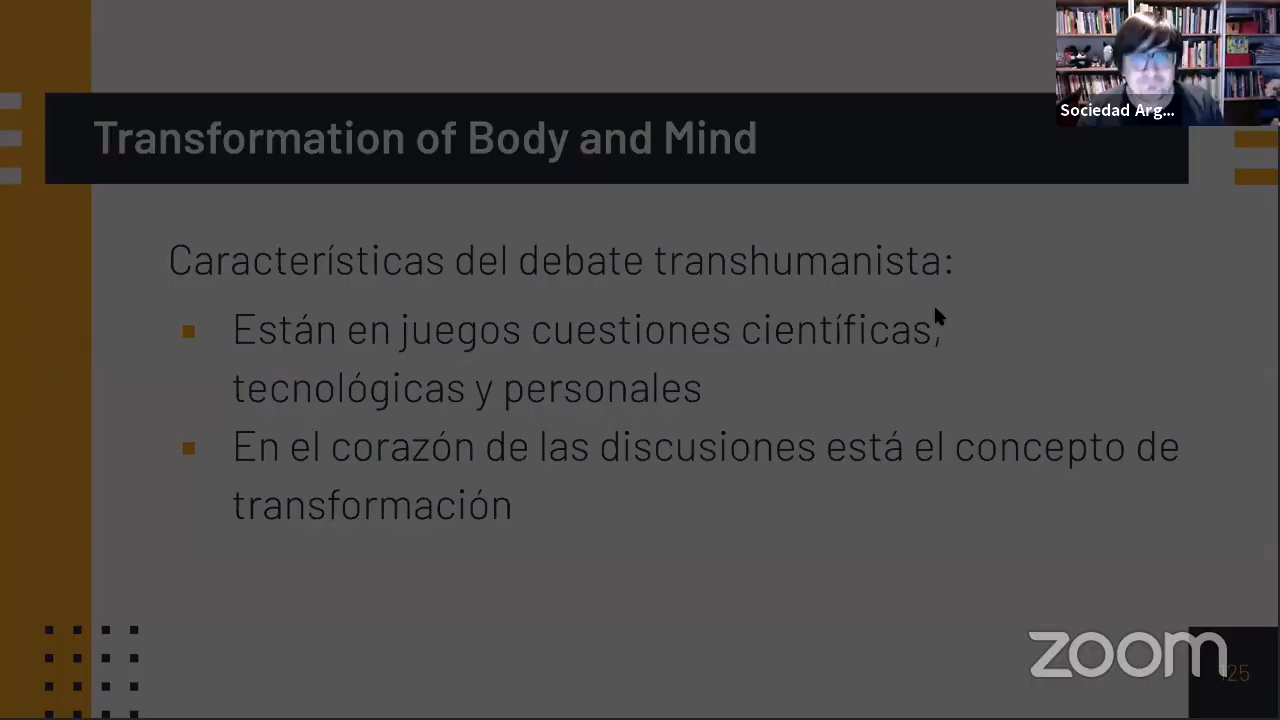 Sociedad Arg...
Transformation of Body and Mind
Características del debate transhumanista:
Están en juegos cuestiones científicas,
tecnológicas y personales
En el corazón de las discusiones está el concepto de
transformación
zoom
125